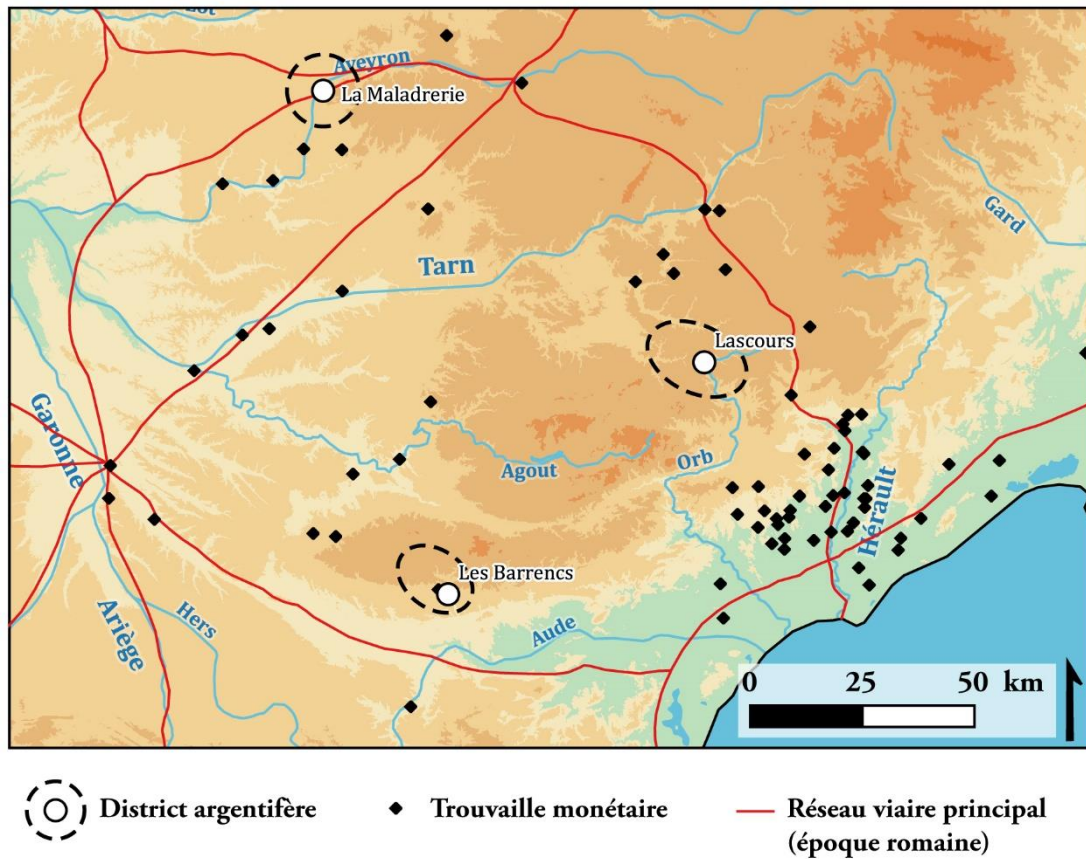 Lot
Aveyron
La Maladrerie
Gard
Tarn
Lascours
Garonne
Orb
Agout
Hérault
Les Barrencs
Hers
Ariège
Aude
0 25 50 km
District argentifère
Trouvaille monétaire
Réseau viaire principal
(époque romaine)